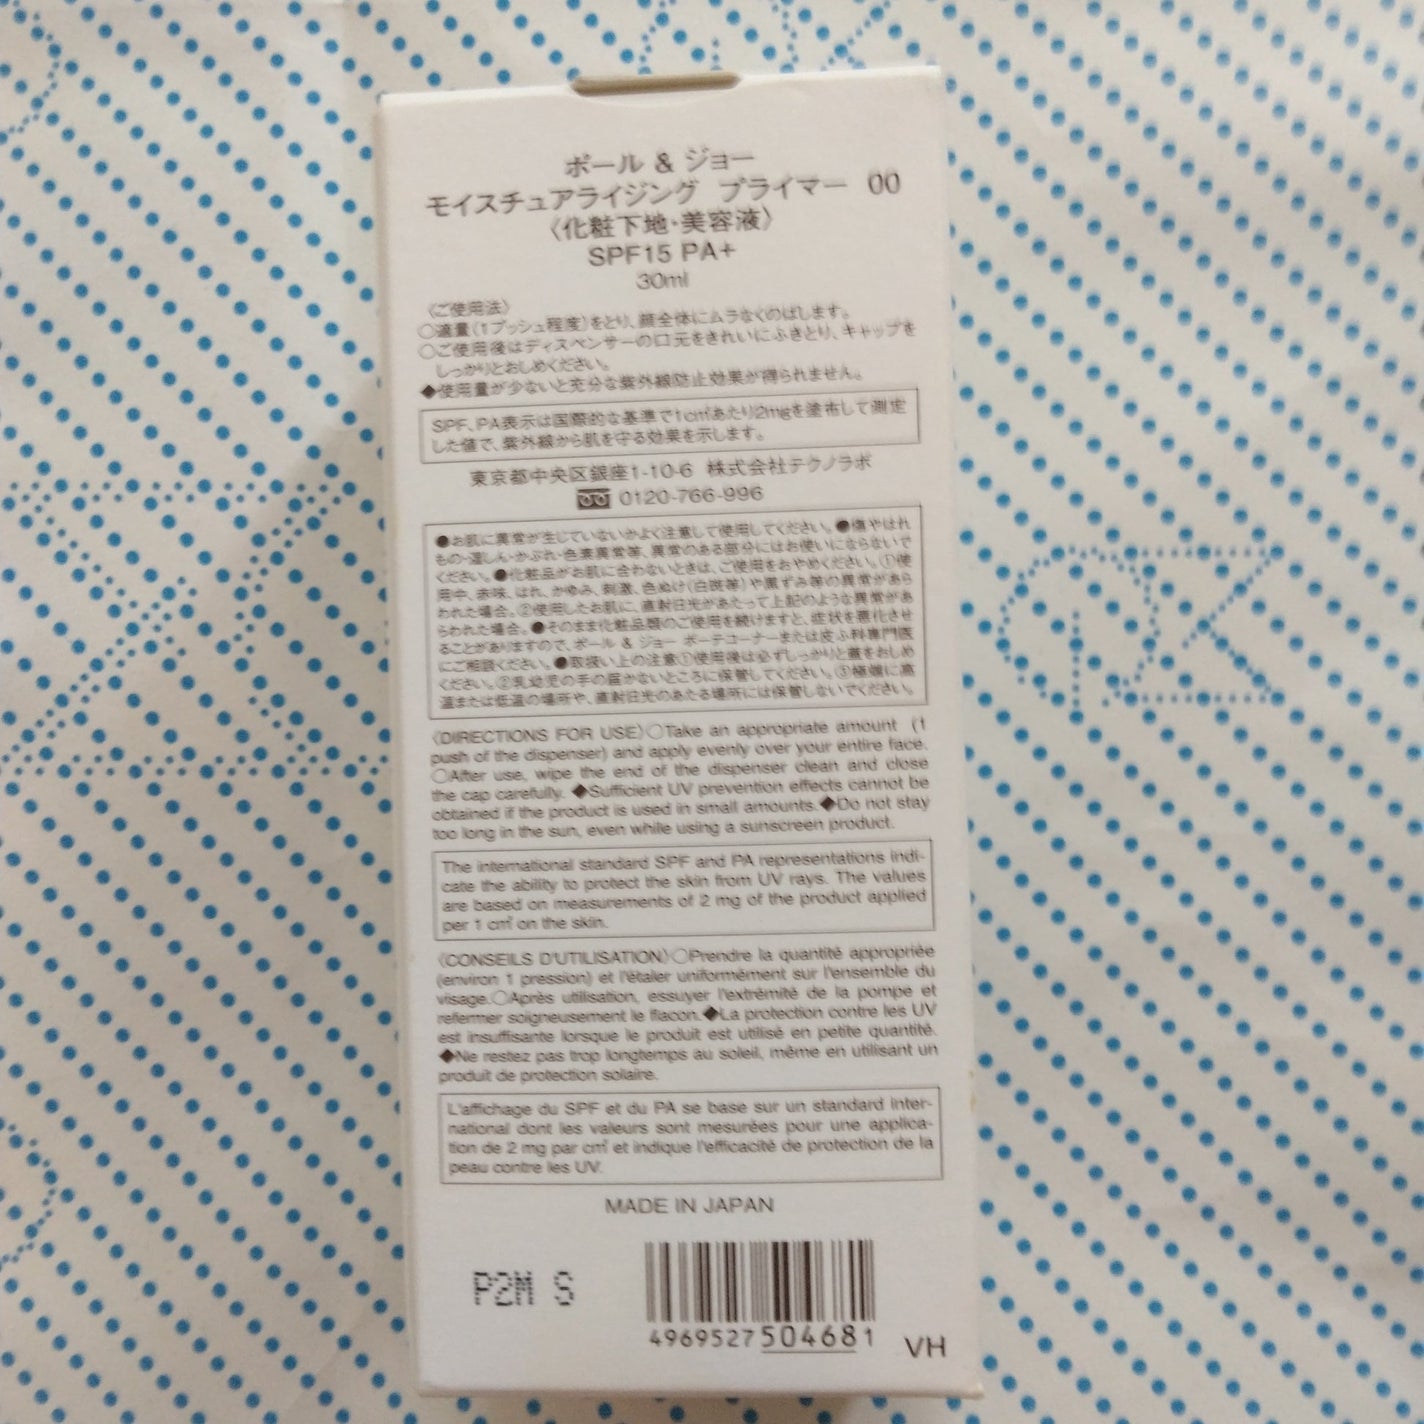 ポール & ジョー
モイスチュアライジング プライマー 00
〈化粧下地・美容液〉
SPF15 PA+
30ml
〈ご使用法〉
○適量(1プッシュ程度)をとり、顔全体にムラなくのばします。
○ご使用後はディスペンサーの口元をきれいにふきとり、キャップを
しっかりとおしめください。
◆使用量が少ないと充分な紫外線防止効果が得られません。
SPF、PA表示は国際的な基準で1c㎡あたり2mgを塗布して測定
した値で、紫外線から肌を守る効果を示します。
東京都中央区銀座1-10-6 株式会社テクノラボ
0120-766-996
●お肌に異常が生じていないかよく注意して使用してください。●傷やはれ
もの・湿しん・かぶれ・色素異常等、異常のある部分にはお使いにならないで
ください。●化粧品がお肌に合わないときは、ご使用をおやめください。①使
用中、赤味、はれ、かゆみ、刺激、色ぬけ(白斑等)や黒ずみ等の異常があら
われた場合。②使用したお肌に、直射日光があたって上記のような異常があ
らわれた場合。●そのまま化粧品類のご使用を続けますと、症状を悪化させ
ることがありますので、ポール & ジョー ボーテコーナーまたは皮ふ科専門医
にご相談ください。●取扱い上の注意①使用後は必ずしっかりと蓋をおしめ
ください。②乳幼児の手の届かないところに保管してください。③極端に高
温または低温の場所や、直射日光のあたる場所には保管しないでください。
〈DIRECTIONS FOR USE〉○Take an appropriate amount (1
push of the dispenser) and apply evenly over your entire face.
○After use, wipe the end of the dispenser clean and close
the cap carefully. ◆Sufficient UV prevention effects cannot be
obtained if the product is used in small amounts.◆Do not stay
too long in the sun, even while using a sunscreen product.
The international standard SPF and PA representations indi-
cate the ability to protect the skin from UV rays. The values
are based on measurements of 2 mg of the product applied
per 1 c㎡ on the skin.
〈CONSEILS D'UTILISATION〉○Prendre la quantité appropriée
(environ 1 pression) et l'étaler uniformément sur l'ensemble du
visage.○Après utilisation, essuyer l'extrémité de la pompe et
refermer soigneusement le flacon.◆La protection contre les UV
est insuffisante lorsque le produit est utilisé en petite quantité.
◆Ne restez pas trop longtemps au soleil, même en utilisant un
produit de protection solaire.
L'affichage du SPF et du PA se base sur un standard inter-
national dont les valeurs sont mesurées pour une applica-
tion de 2 mg par c㎡ et indique l'efficacité de protection de la
peau contre les UV.
MADE IN JAPAN
P2M S
4969527504681
VH